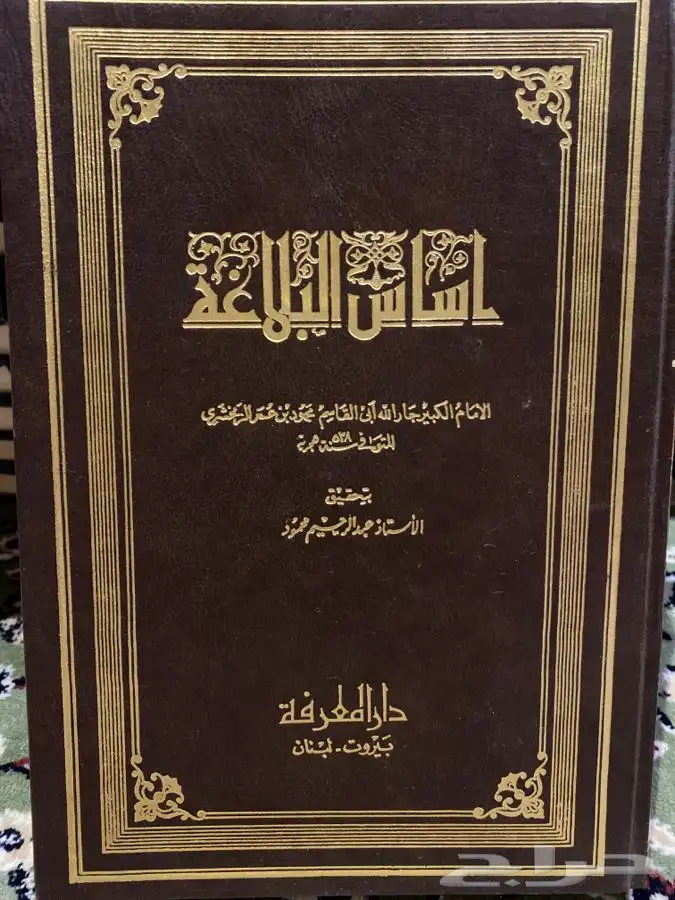 اساس البلاغة
الامام الكبير جار الله أبي القاسم محمود بن عمر الزمخشري
المتوفى سنة ٥٣٨ هجرية
بتحقيق
الأستاذ عبد الرحيم محمود
دار المعرفة
بيروت - لبنان
حراج